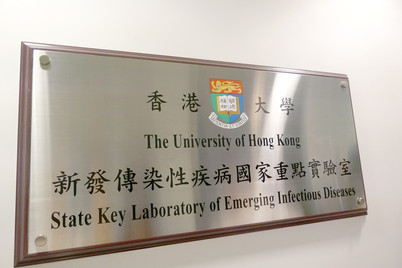 香港大學
The University of Hong Kong
新發傳染性疾病國家重點實驗室
State Key Laboratory of Emerging Infectious Diseases